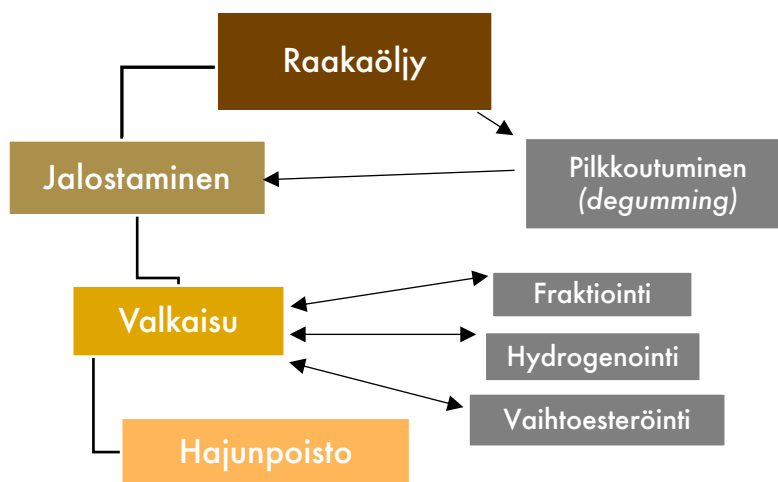 Raakaöljy
Jalostaminen
Pilkkoutuminen
(degumming)
Valkaisu
Fraktiointi
Hydrogenointi
Vaihtoesteröinti
Hajunpoisto